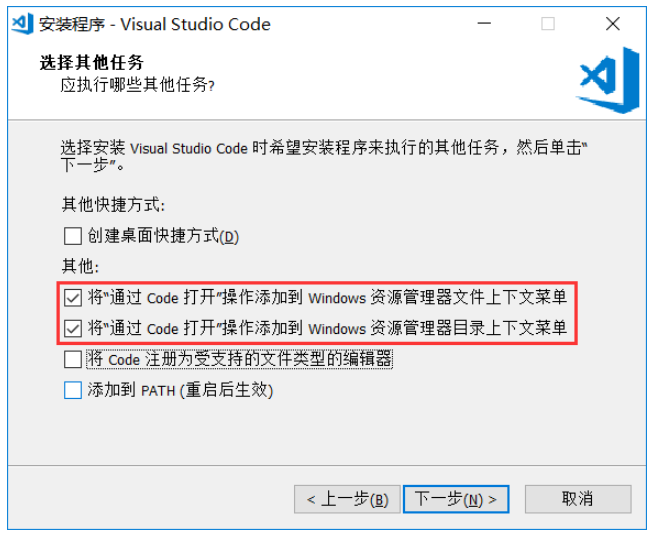 安装程序 - Visual Studio Code
选择其他任务
应执行哪些其他任务?
选择安装 Visual Studio Code 时希望安装程序来执行的其他任务，然后单击“
下一步”。
其他快捷方式:
创建桌面快捷方式(D)
其他:
将“通过 Code 打开”操作添加到 Windows 资源管理器文件上下文菜单
将“通过 Code 打开”操作添加到 Windows 资源管理器目录上下文菜单
将 Code 注册为受支持的文件类型的编辑器
添加到 PATH (重启后生效)
< 上一步(B) 下一步(N) > 取消